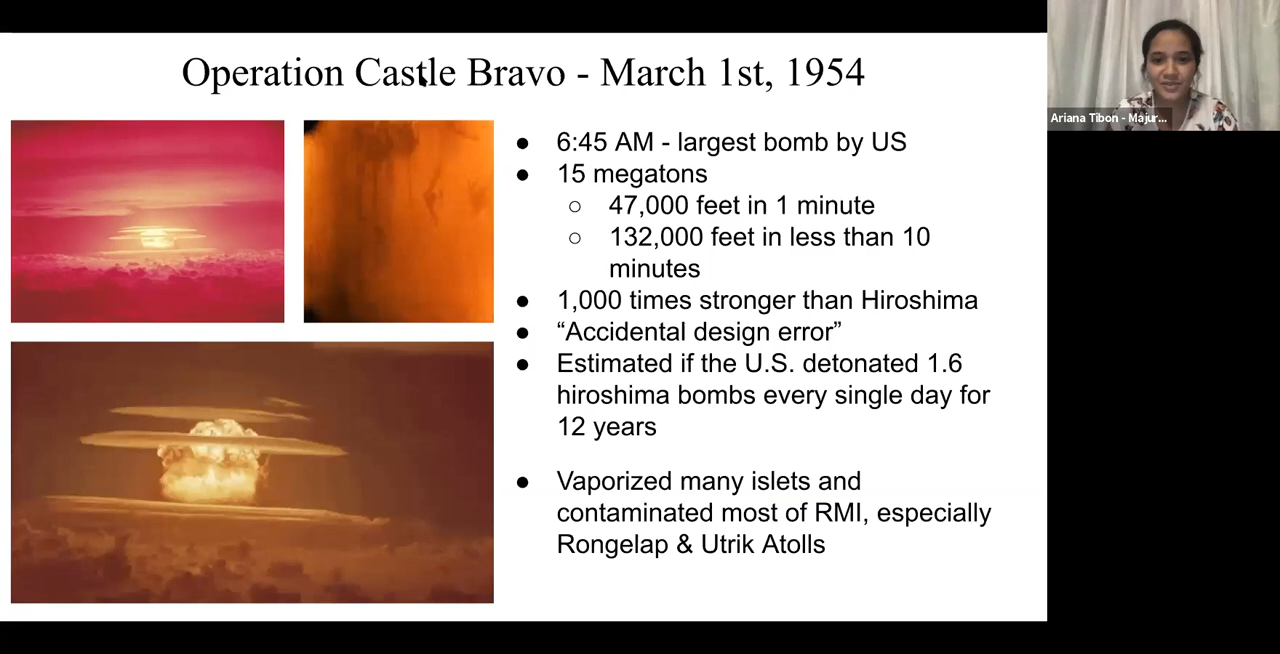 Operation Castle Bravo - March 1st, 1954
Ariana Tibon - Majur...
● 6:45 AM - largest bomb by US
● 15 megatons
○ 47,000 feet in 1 minute
○ 132,000 feet in less than 10
minutes
● 1,000 times stronger than Hiroshima
● “Accidental design error”
● Estimated if the U.S. detonated 1.6
hiroshima bombs every single day for
12 years
● Vaporized many islets and
contaminated most of RMI, especially
Rongelap & Utrik Atolls